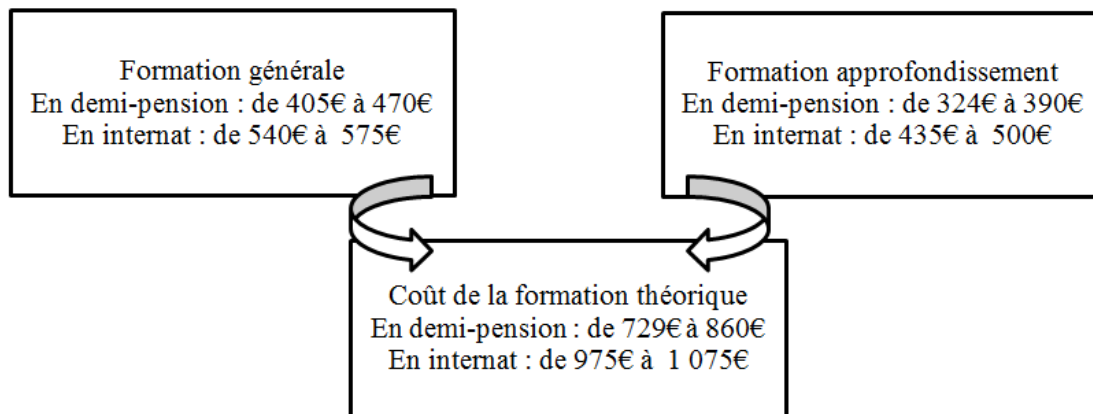 Formation générale
En demi-pension : de 405€ à 470€
En internat : de 540€ à 575€
Formation approfondissement
En demi-pension : de 324€ à 390€
En internat : de 435€ à 500€
Coût de la formation théorique
En demi-pension : de 729€ à 860€
En internat : de 975€ à 1 075€